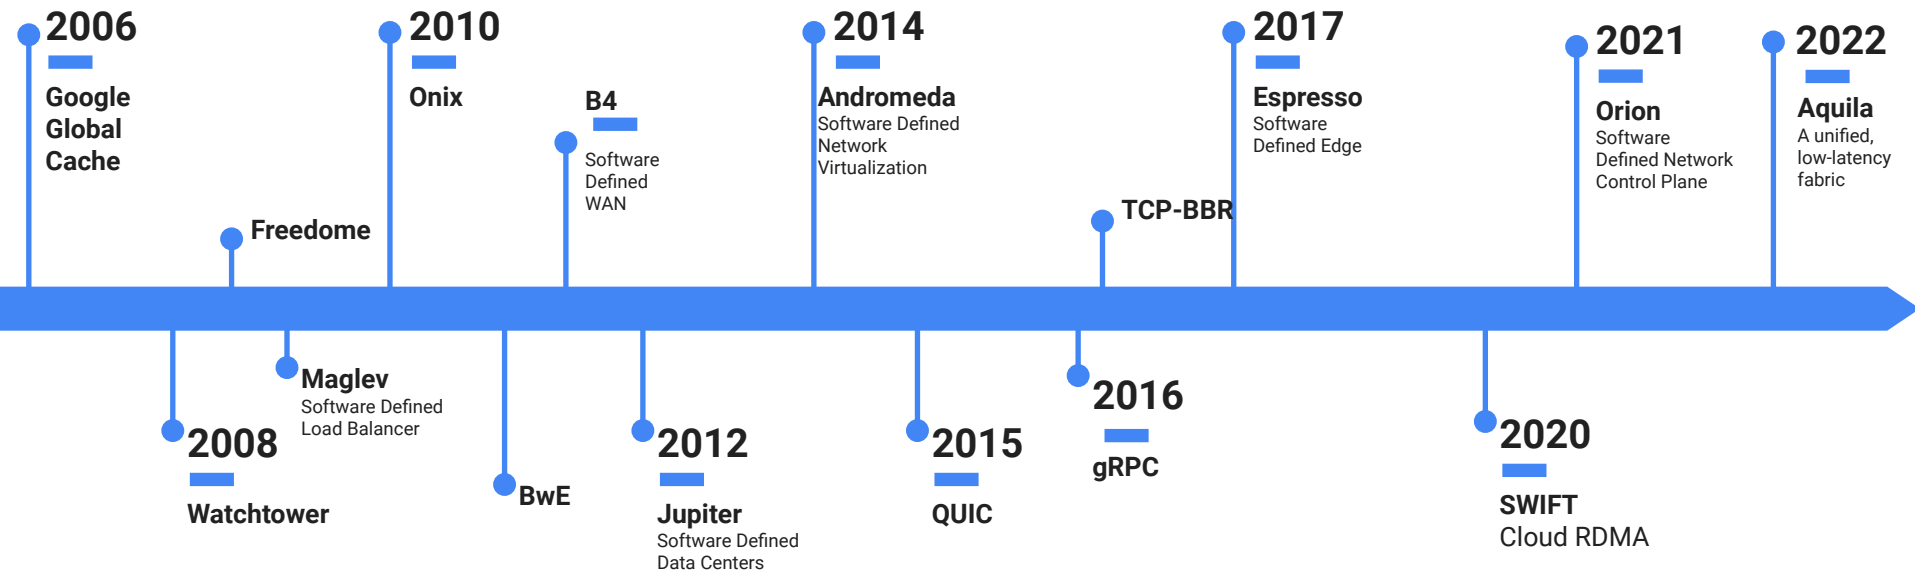 2006
Google
Global
Cache
2008
Watchtower
Freedome
Maglev
Software Defined
Load Balancer
2010
Onix
BwE
B4
Software
Defined
WAN
2012
Jupiter
Software Defined
Data Centers
2014
Andromeda
Software Defined
Network
Virtualization
2015
QUIC
2016
gRPC
TCP-BBR
2017
Espresso
Software
Defined Edge
2020
SWIFT
Cloud RDMA
2021
Orion
Software
Defined Network
Control Plane
2022
Aquila
A unified,
low-latency
fabric